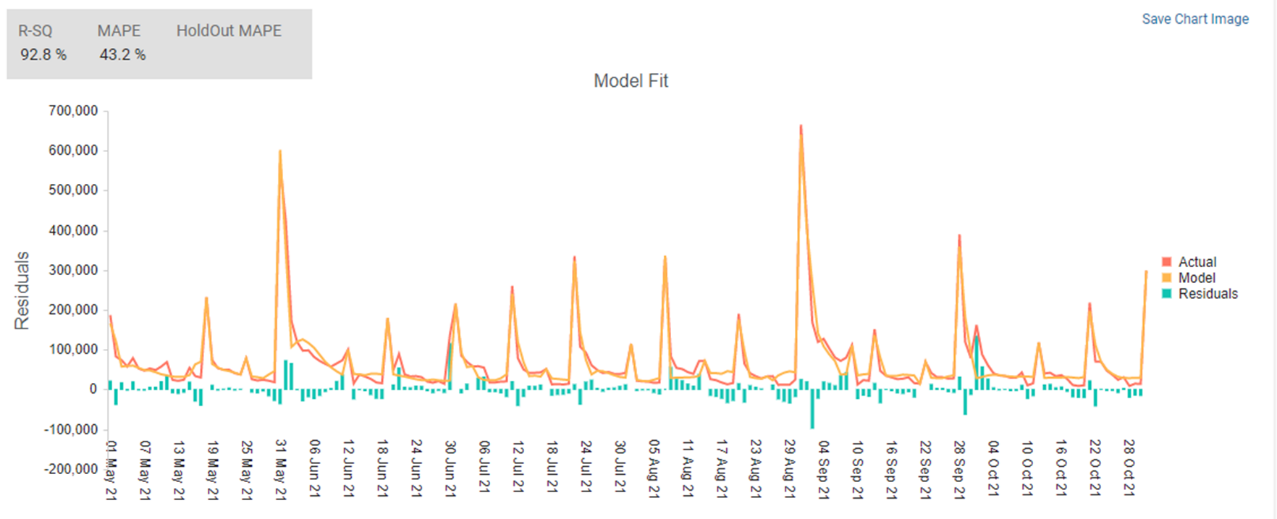 Save Chart Image
R-SQ MAPE HoldOut MAPE
92.8 % 43.2 %
Model Fit
Residuals
700,000
600,000
500,000
400,000
300,000
200,000
100,000
0
-100,000
-200,000
01 May 21
07 May 21
13 May 21
19 May 21
25 May 21
31 May 21
06 Jun 21
12 Jun 21
18 Jun 21
24 Jun 21
30 Jun 21
06 Jul 21
12 Jul 21
18 Jul 21
24 Jul 21
30 Jul 21
05 Aug 21
11 Aug 21
17 Aug 21
23 Aug 21
29 Aug 21
04 Sep 21
10 Sep 21
16 Sep 21
22 Sep 21
28 Sep 21
04 Oct 21
10 Oct 21
16 Oct 21
22 Oct 21
28 Oct 21
Actual
Model
Residuals